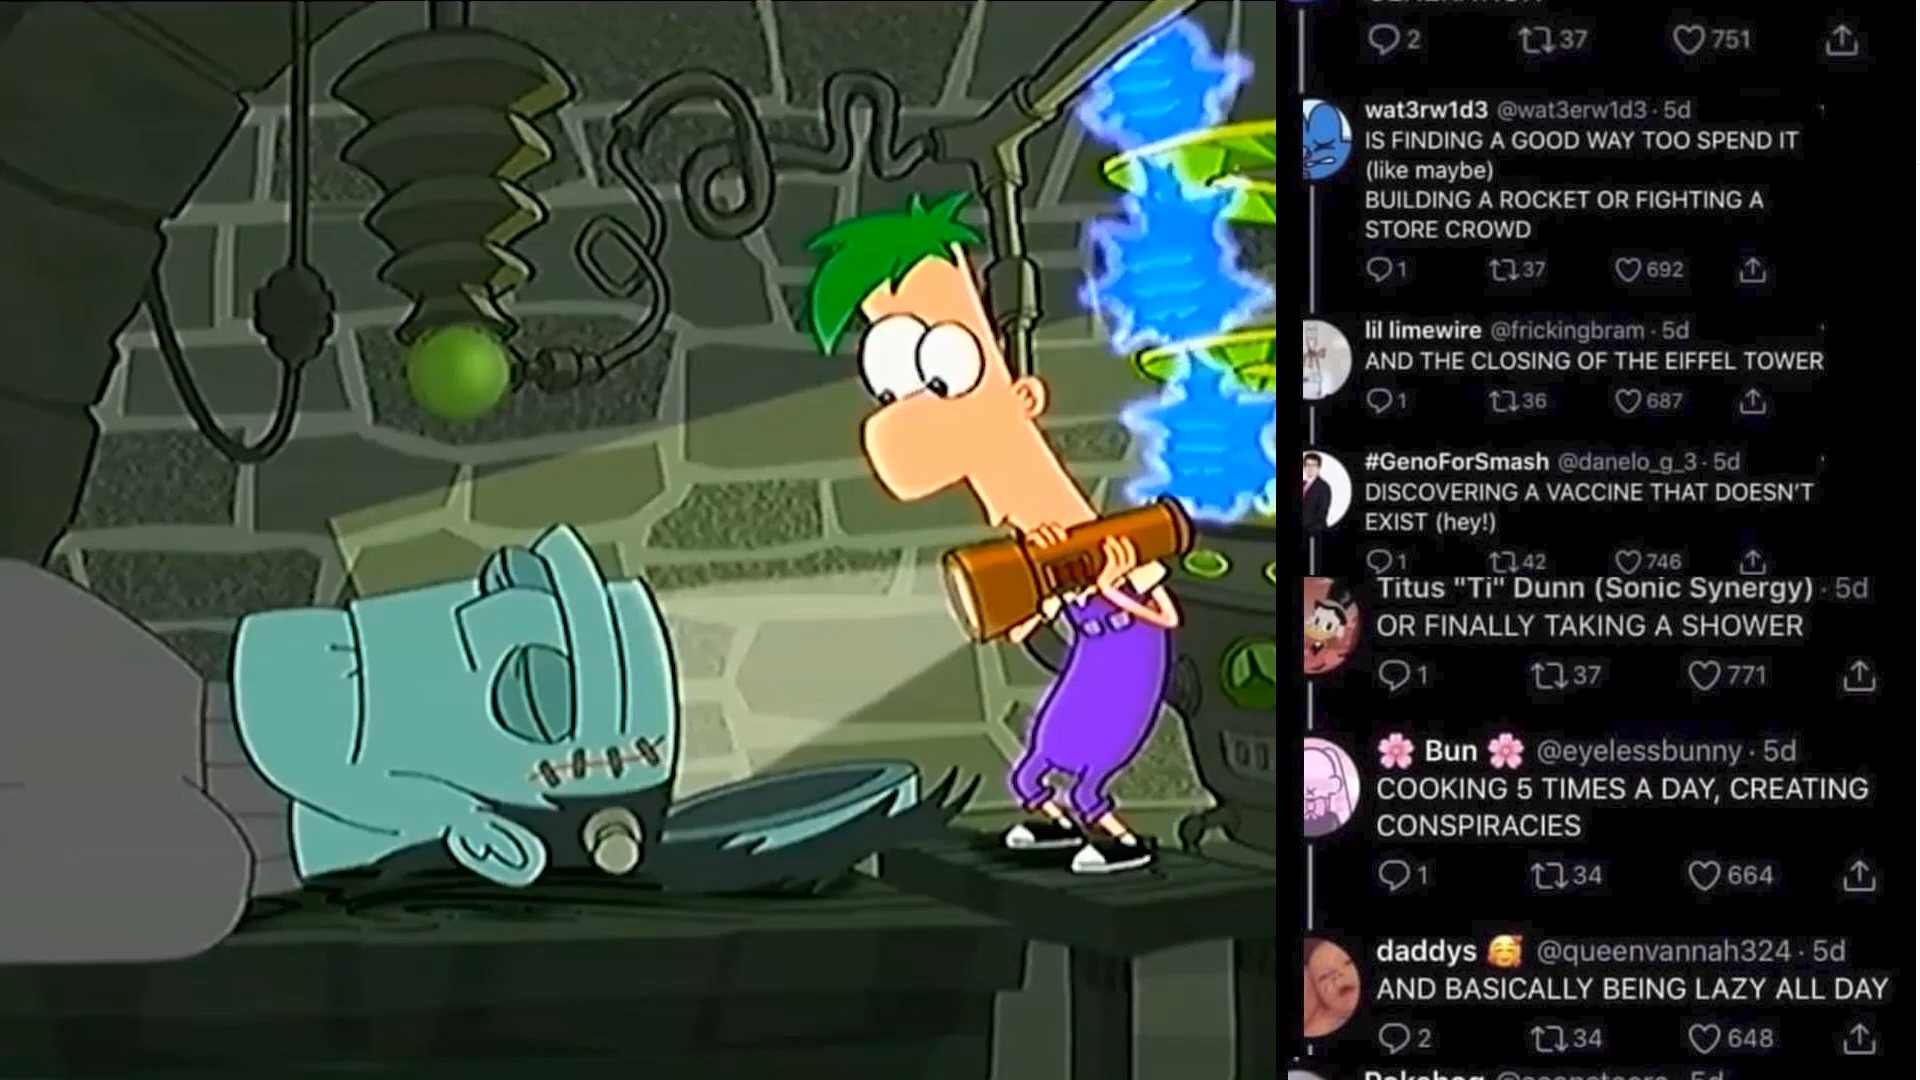 2 37 751
wat3rw1d3 @wat3erw1d3 · 5d
IS FINDING A GOOD WAY TOO SPEND IT
(like maybe)
BUILDING A ROCKET OR FIGHTING A
STORE CROWD
1 37 692
lil limewire @frickingbram · 5d
AND THE CLOSING OF THE EIFFEL TOWER
1 36 687
#GenoForSmash @danelo_g_3 · 5d
DISCOVERING A VACCINE THAT DOESN'T
EXIST (hey!)
1 42 746
Titus "Ti" Dunn (Sonic Synergy) · 5d
OR FINALLY TAKING A SHOWER
1 37 771
🌸 Bun 🌸 @eyelessbunny · 5d
COOKING 5 TIMES A DAY, CREATING
CONSPIRACIES
1 34 664
daddys 🥰 @queenvannah324 · 5d
AND BASICALLY BEING LAZY ALL DAY
2 34 648